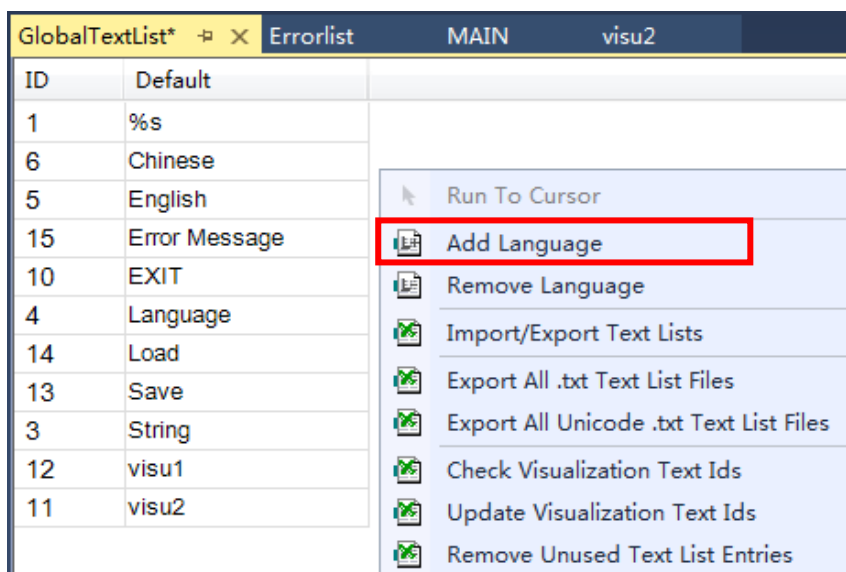 GlobalTextList* Errorlist MAIN visu2
ID Default
1 %s
6 Chinese
5 English
15 Error Message
10 EXIT
4 Language
14 Load
13 Save
3 String
12 visu1
11 visu2
Run To Cursor
Add Language
Remove Language
Import/Export Text Lists
Export All .txt Text List Files
Export All Unicode .txt Text List Files
Check Visualization Text Ids
Update Visualization Text Ids
Remove Unused Text List Entries